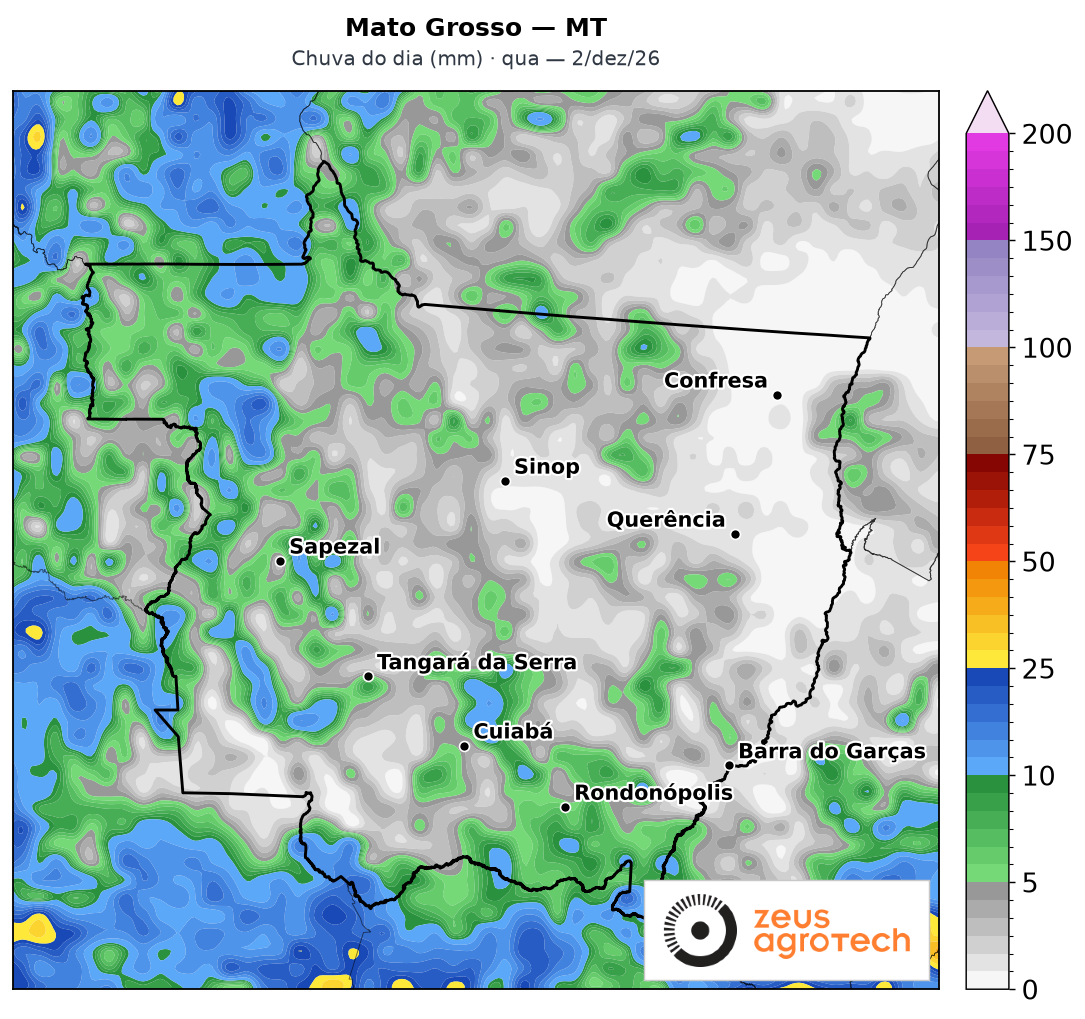 Mato Grosso — MT
Chuva do dia (mm) · qua — 2/dez/26
200
150
100
75
50
25
10
5
0
Confresa
Sinop
Querência
Sapezal
Tangará da Serra
Cuiabá
Barra do Garças
Rondonópolis
zeus
agrotech